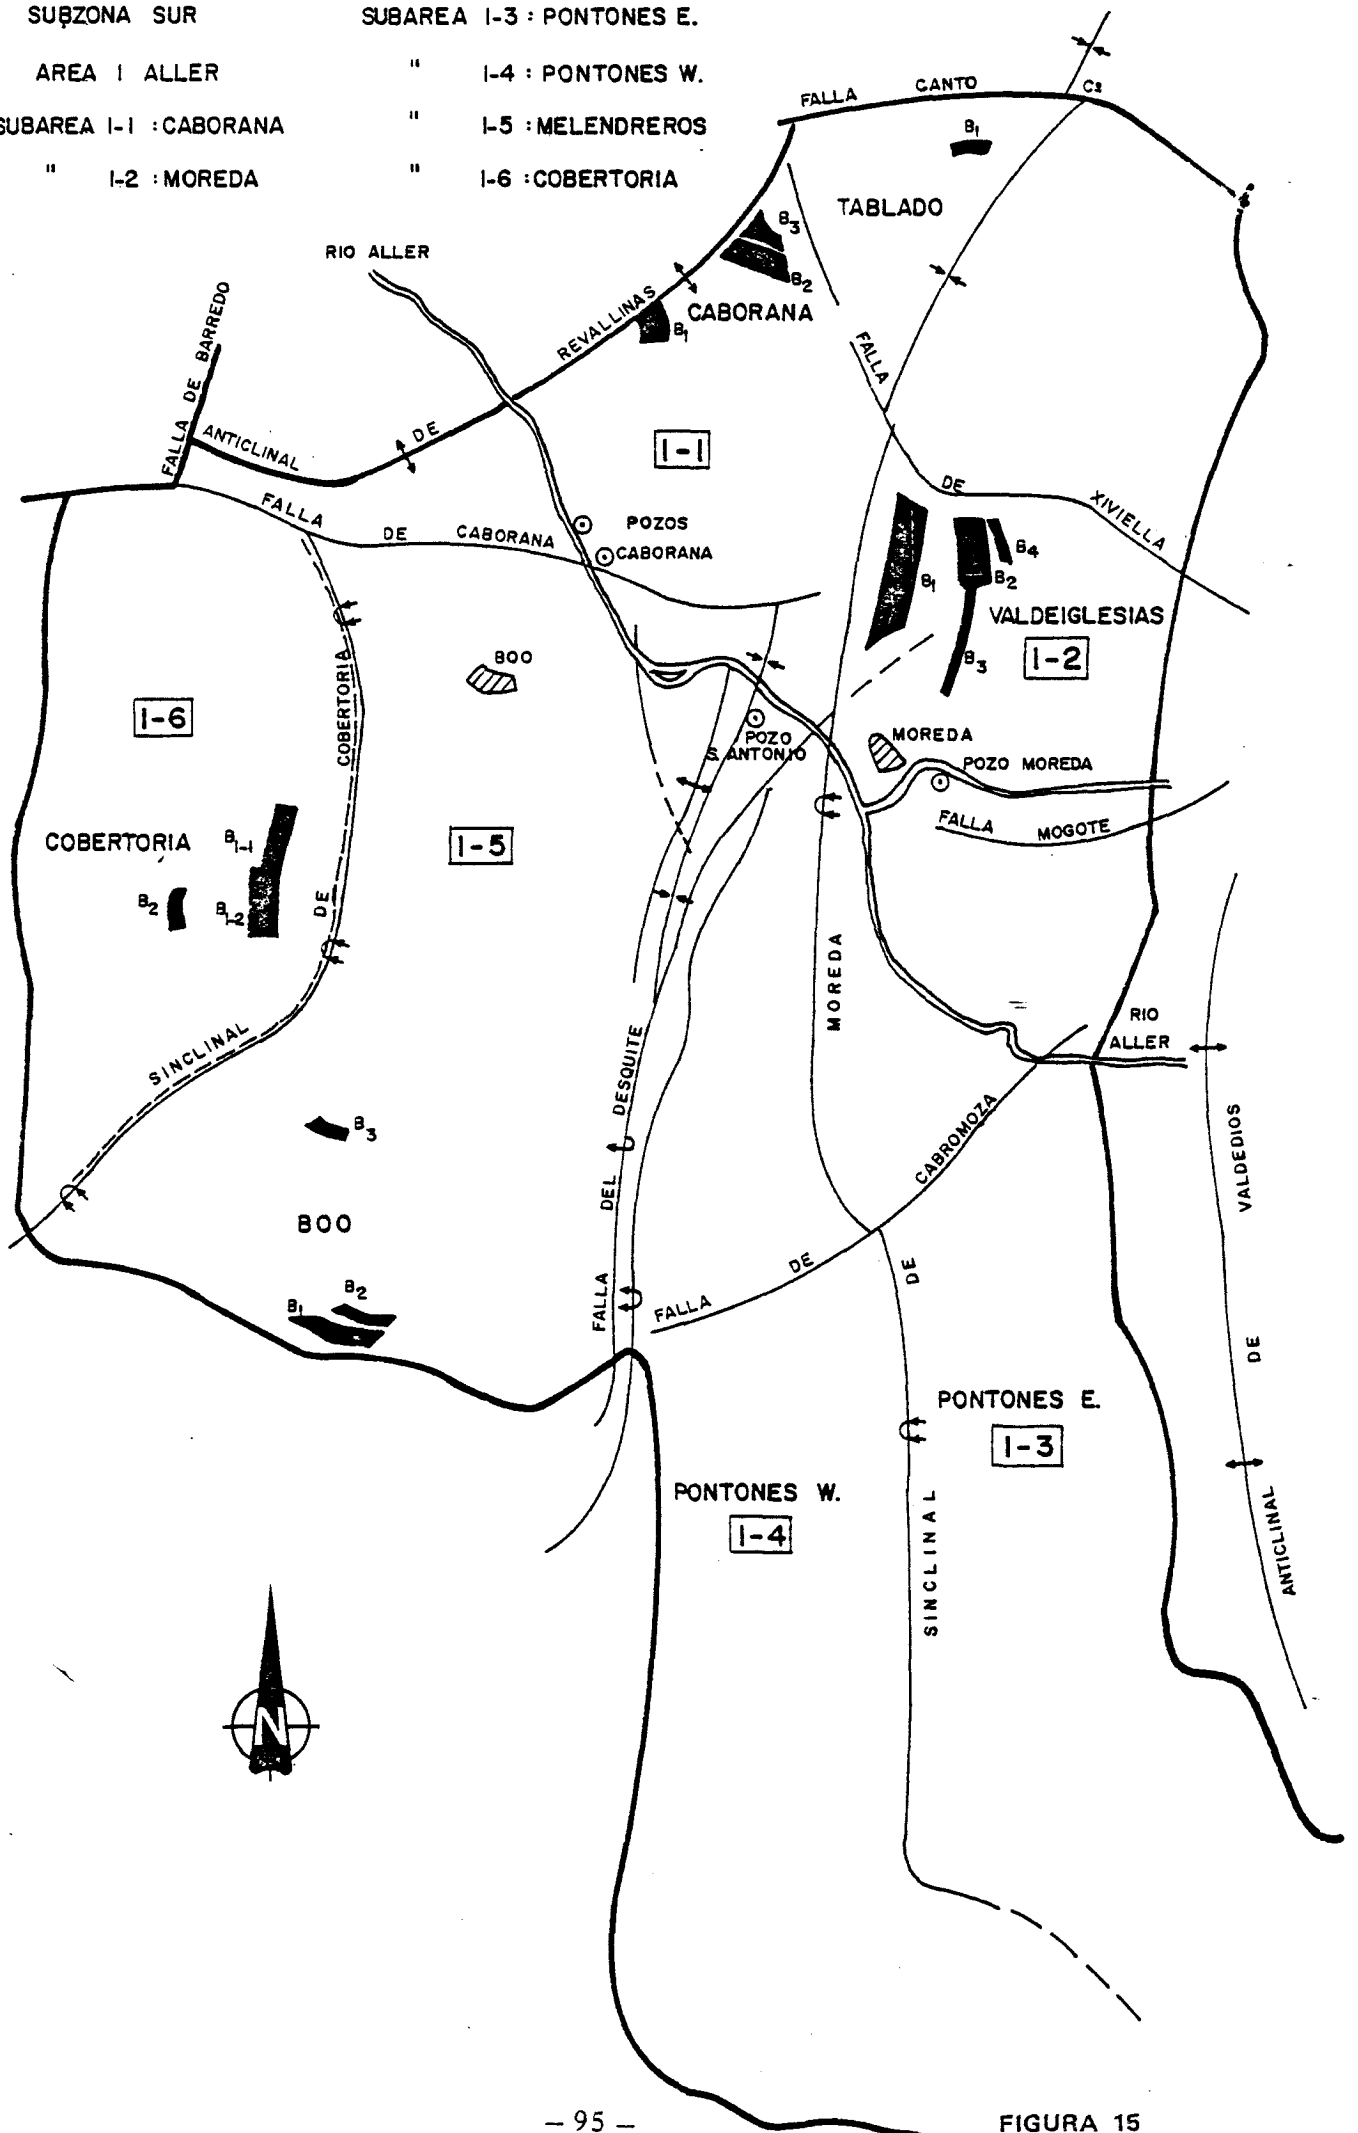 SUBZONA SUR
AREA 1 ALLER
SUBAREA I-1 : CABORANA
" I-2 : MOREDA
SUBAREA I-3 : PONTONES E.
" I-4 : PONTONES W.
" I-5 : MELENDREROS
" I-6 : COBERTORIA
FALLA CANTO
C2
B1
TABLADO
B3
B2
RIO ALLER
CABORANA
B1
FALLA DE BARREDO
ANTICLINAL DE REVALLINAS
I-1
FALLA DE XIVIELLA
FALLA DE CABORANA
POZOS
CABORANA
B1
B2
B4
B3
VALDEIGLESIAS
I-2
BOO
I-6
SINCLINAL DE COBERTORIA
POZO
S. ANTONIO
MOREDA
POZO MOREDA
FALLA MOGOTE
COBERTORIA
B1-1
B2
B1-2
I-5
RIO
ALLER
FALLA DEL DESQUITE
FALLA DE CABROMOZA
SINCLINAL DE MOREDA
ANTICLINAL DE VALDEDIOS
B3
BOO
B1
B2
PONTONES E.
I-3
PONTONES W.
I-4
N
– 95 –
FIGURA 15